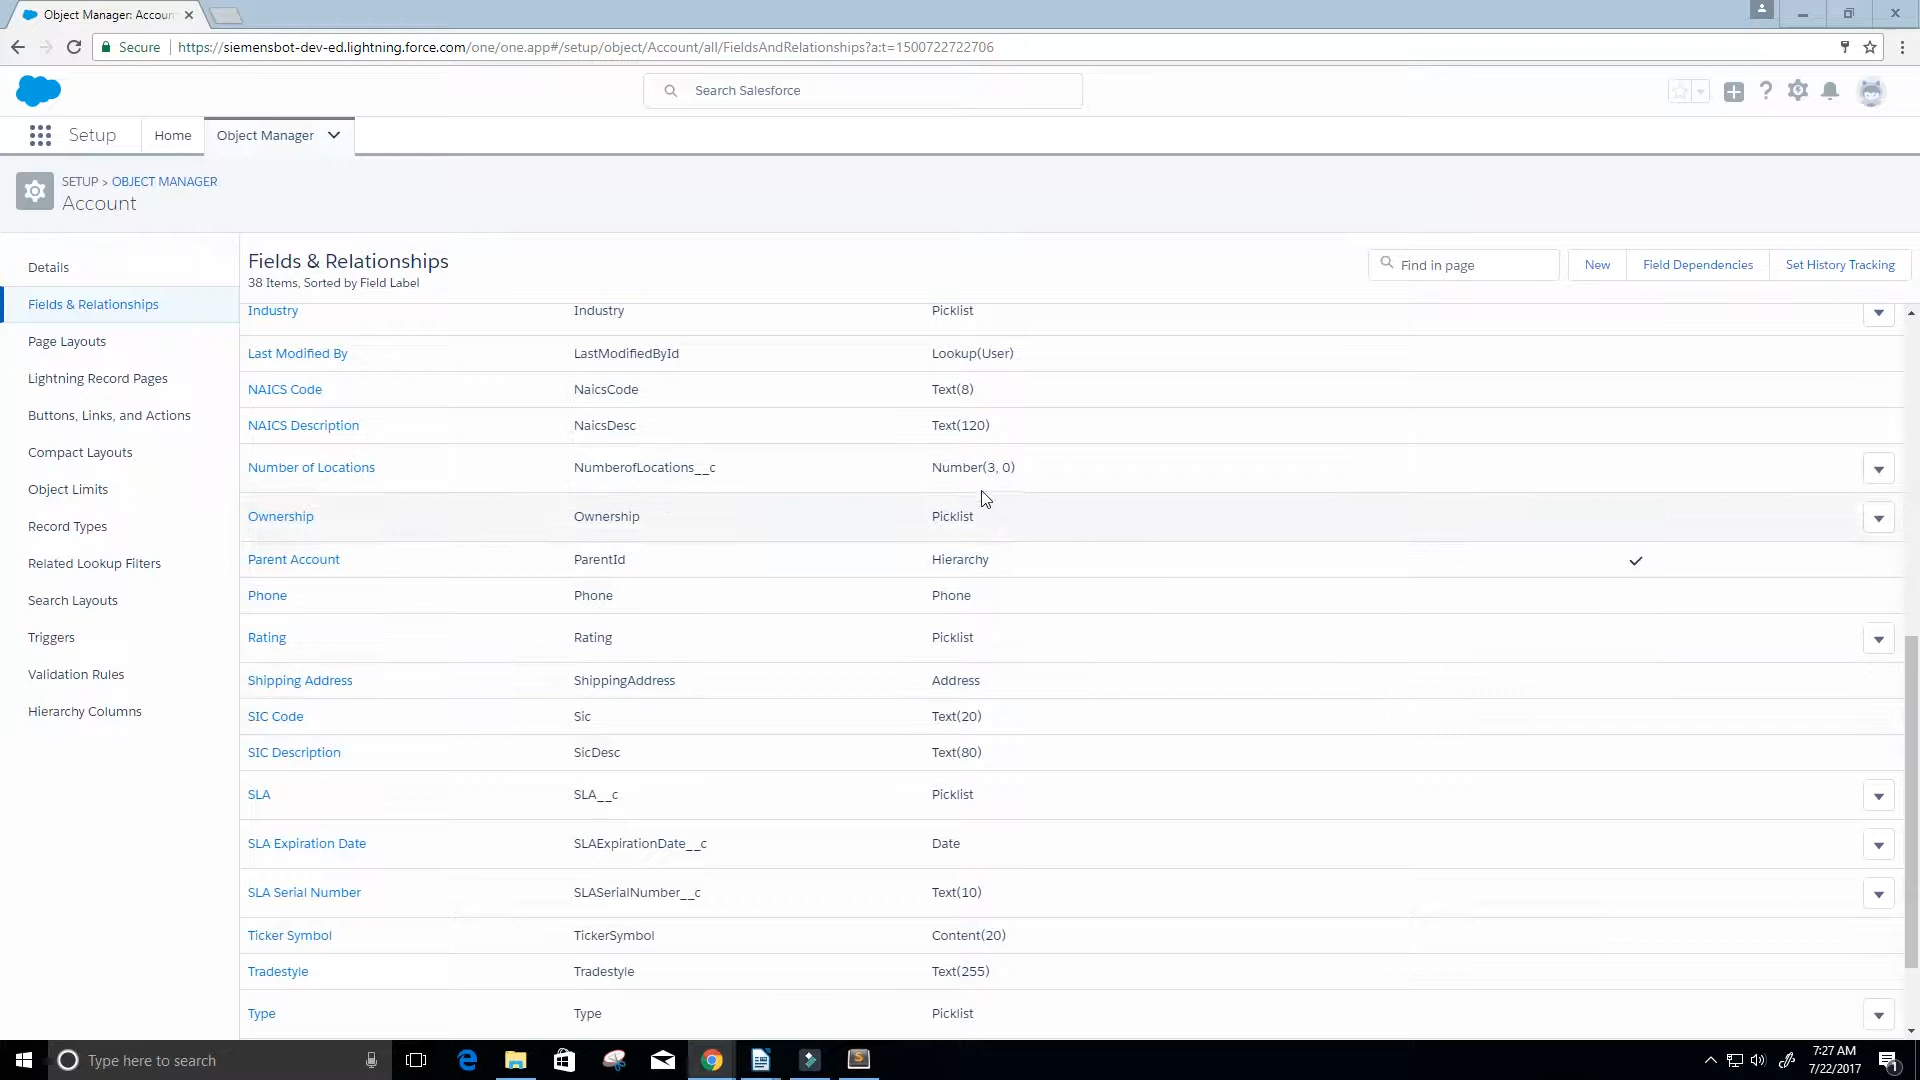 Object Manager: Accoun
Secure https://siemensbot-dev-ed.lightning.force.com/one/one.app#/setup/object/Account/all/FieldsAndRelationships?a:t=1500722722706
Search Salesforce
Setup Home Object Manager
SETUP > OBJECT MANAGER
Account
Details
Fields & Relationships
Page Layouts
Lightning Record Pages
Buttons, Links, and Actions
Compact Layouts
Object Limits
Record Types
Related Lookup Filters
Search Layouts
Triggers
Validation Rules
Hierarchy Columns
Fields & Relationships
38 Items, Sorted by Field Label
Find in page New Field Dependencies Set History Tracking
Industry Industry Picklist
Last Modified By LastModifiedById Lookup(User)
NAICS Code NaicsCode Text(8)
NAICS Description NaicsDesc Text(120)
Number of Locations NumberofLocations__c Number(3, 0)
Ownership Ownership Picklist
Parent Account ParentId Hierarchy
Phone Phone Phone
Rating Rating Picklist
Shipping Address ShippingAddress Address
SIC Code Sic Text(20)
SIC Description SicDesc Text(80)
SLA SLA__c Picklist
SLA Expiration Date SLAExpirationDate__c Date
SLA Serial Number SLASerialNumber__c Text(10)
Ticker Symbol TickerSymbol Content(20)
Tradestyle Tradestyle Text(255)
Type Type Picklist
Type here to search
7:27 AM
7/22/2017
1